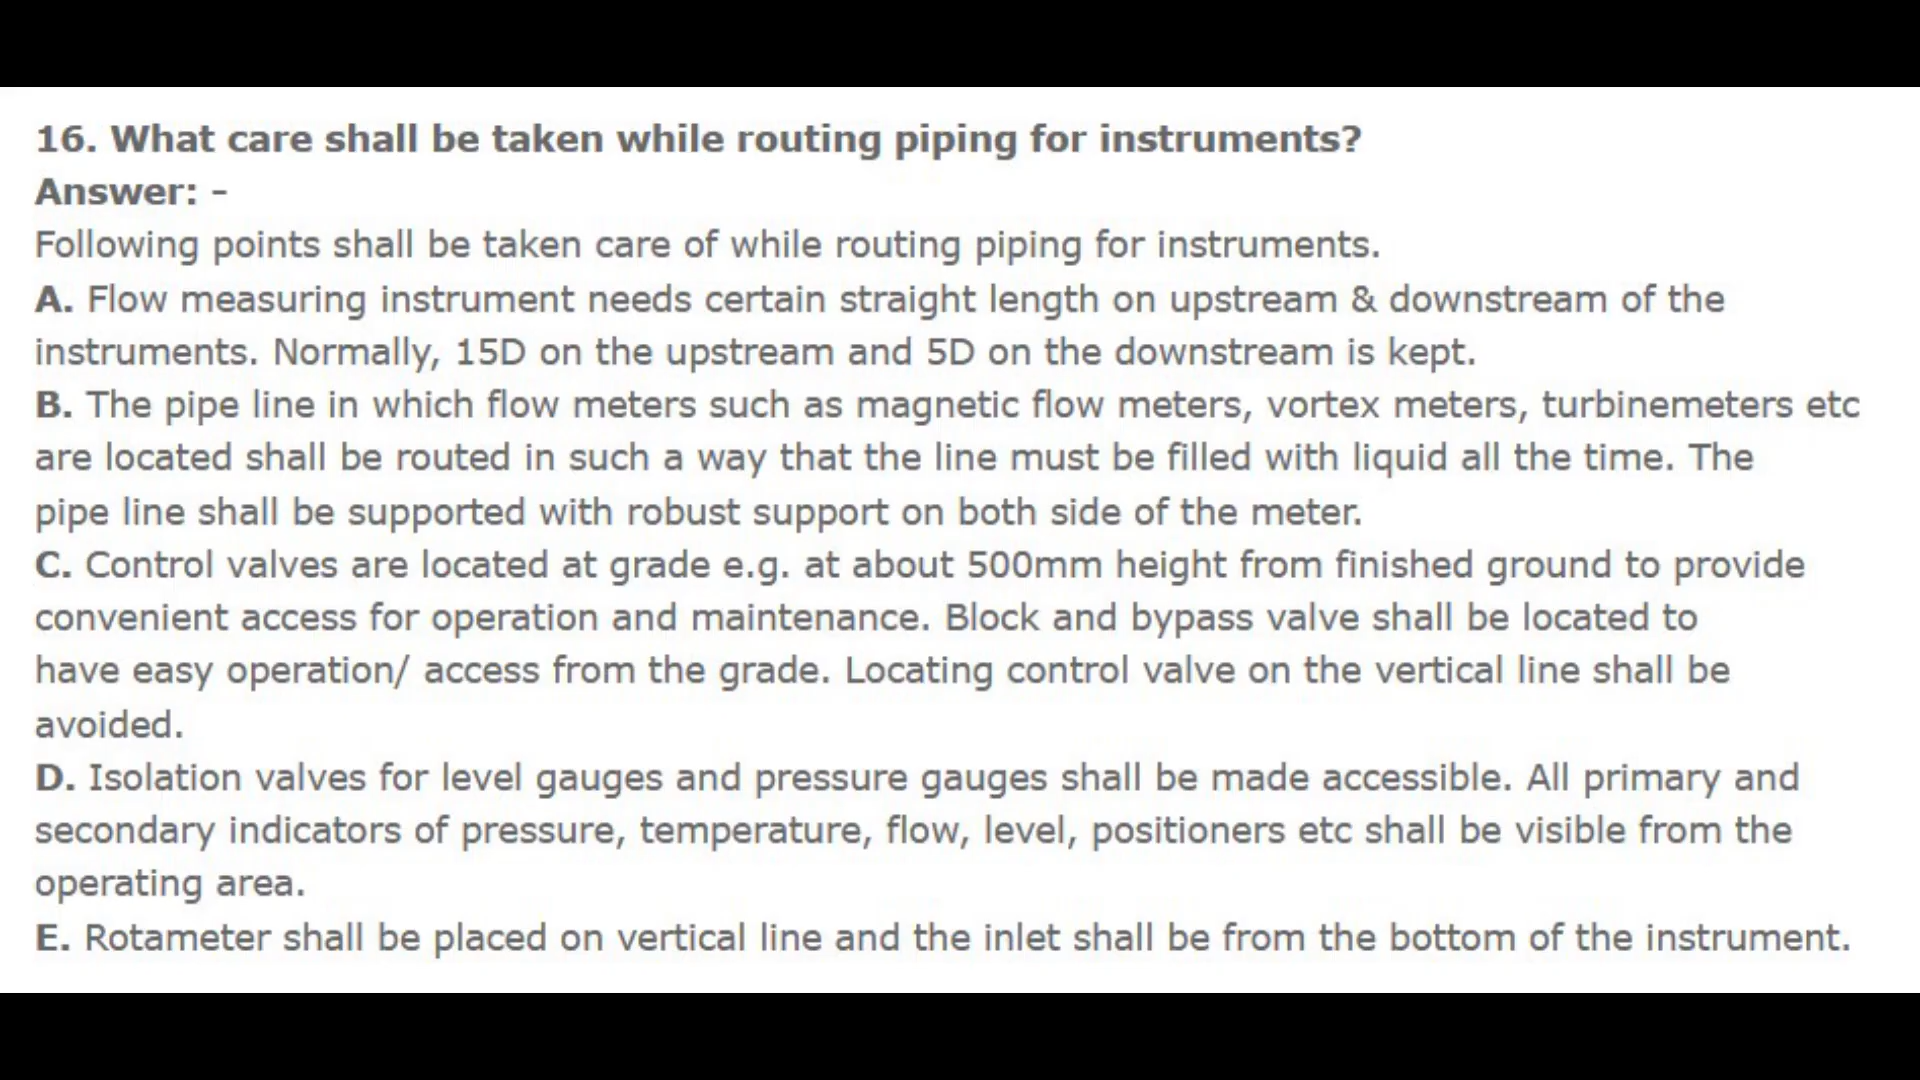 16. What care shall be taken while routing piping for instruments?
Answer: -
Following points shall be taken care of while routing piping for instruments.
A. Flow measuring instrument needs certain straight length on upstream & downstream of the
instruments. Normally, 15D on the upstream and 5D on the downstream is kept.
B. The pipe line in which flow meters such as magnetic flow meters, vortex meters, turbinemeters etc
are located shall be routed in such a way that the line must be filled with liquid all the time. The
pipe line shall be supported with robust support on both side of the meter.
C. Control valves are located at grade e.g. at about 500mm height from finished ground to provide
convenient access for operation and maintenance. Block and bypass valve shall be located to
have easy operation/ access from the grade. Locating control valve on the vertical line shall be
avoided.
D. Isolation valves for level gauges and pressure gauges shall be made accessible. All primary and
secondary indicators of pressure, temperature, flow, level, positioners etc shall be visible from the
operating area.
E. Rotameter shall be placed on vertical line and the inlet shall be from the bottom of the instrument.